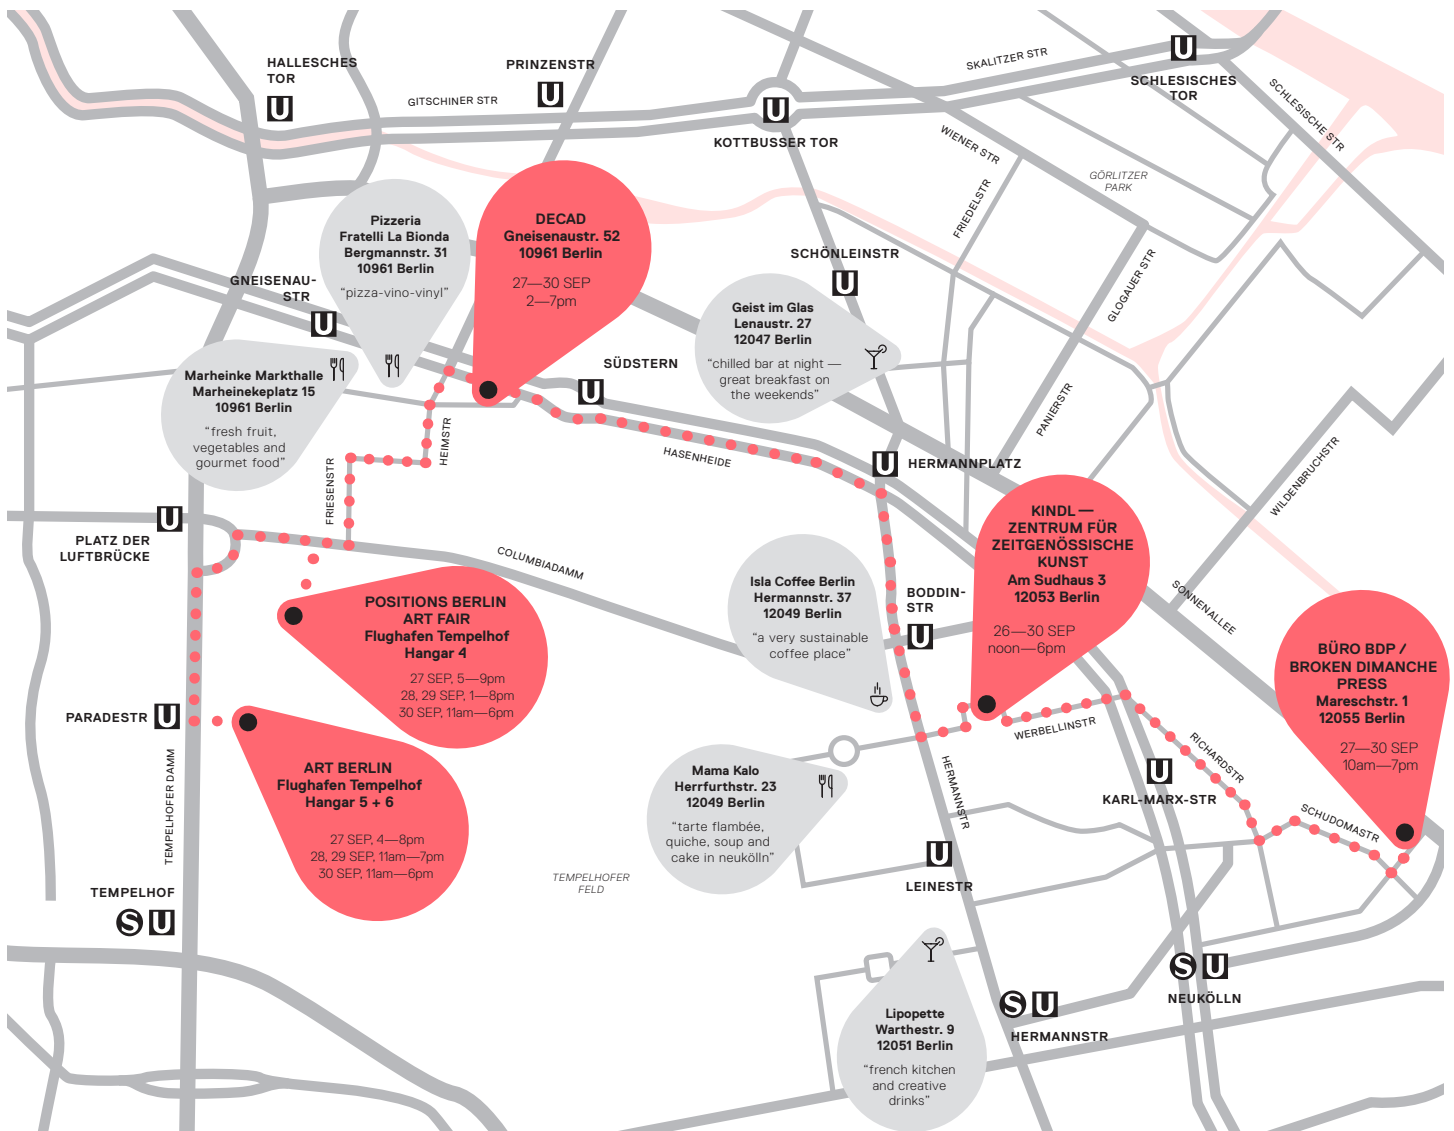 HALLESCHES
TOR
U
PRINZENSTR
U
GITSCHINER STR
U
KOTTBUSSER TOR
SKALITZER STR
U
SCHLESISCHES
TOR
SCHLESISCHE STR
WIENER STR
GÖRLITZER
PARK
FRIEDELSTR
GLOGAUER STR
Pizzeria
Fratelli La Bionda
Bergmannstr. 31
10961 Berlin
“pizza-vino-vinyl”
DECAD
Gneisenaustr. 52
10961 Berlin
27—30 SEP
2—7pm
SCHÖNLEINSTR
U
GNEISENAU-
STR
U
Geist im Glas
Lenaustr. 27
12047 Berlin
“chilled bar at night —
great breakfast on
the weekends”
Marheinke Markthalle
Marheinekeplatz 15
10961 Berlin
“fresh fruit,
vegetables and
gourmet food”
SÜDSTERN
U
PANIERSTR
HEIMSTR
HASENHEIDE
U
HERMANNPLATZ
WILDENBRUCHSTR
FRIESENSTR
U
PLATZ DER
LUFTBRÜCKE
COLUMBIADAMM
KINDL —
ZENTRUM FÜR
ZEITGENÖSSISCHE
KUNST
Am Sudhaus 3
12053 Berlin
26—30 SEP
noon—6pm
Isla Coffee Berlin
Hermannstr. 37
12049 Berlin
“a very sustainable
coffee place”
BODDIN-
STR
U
SONNENALLEE
POSITIONS BERLIN
ART FAIR
Flughafen Tempelhof
Hangar 4
27 SEP, 5—9pm
28, 29 SEP, 1—8pm
30 SEP, 11am—6pm
BÜRO BDP /
BROKEN DIMANCHE
PRESS
Mareschstr. 1
12055 Berlin
27—30 SEP
10am—7pm
PARADESTR
U
WERBELLINSTR
RICHARDSTR
ART BERLIN
Flughafen Tempelhof
Hangar 5 + 6
27 SEP, 4—8pm
28, 29 SEP, 11am—7pm
30 SEP, 11am—6pm
TEMPELHOFER DAMM
Mama Kalo
Herrfurthstr. 23
12049 Berlin
“tarte flambée,
quiche, soup and
cake in neukölln”
HERMANNSTR
U
KARL-MARX-STR
SCHUDOMASTR
U
LEINESTR
TEMPELHOFER
FELD
TEMPELHOF
S U
S U
NEUKÖLLN
S U
HERMANNSTR
Lipopette
Warthestr. 9
12051 Berlin
“french kitchen
and creative
drinks”